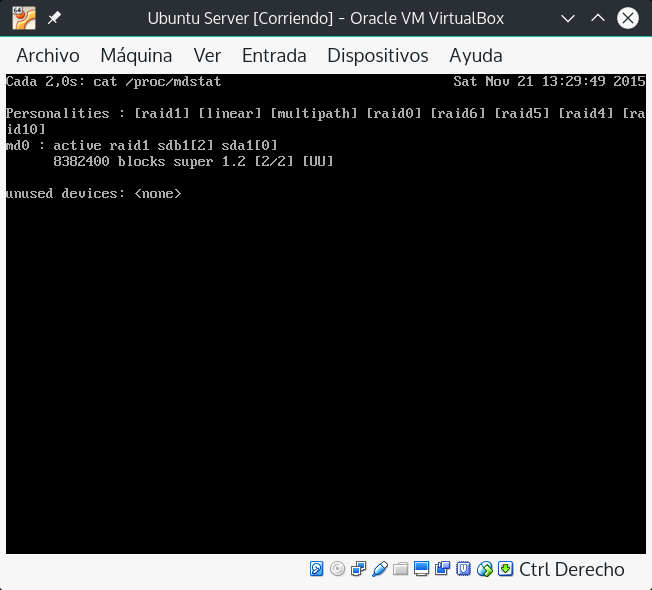 Ubuntu Server [Corriendo] - Oracle VM VirtualBox
Archivo Máquina Ver Entrada Dispositivos Ayuda
Cada 2,0s: cat /proc/mdstat Sat Nov 21 13:29:49 2015
Personalities : [raid1] [linear] [multipath] [raid0] [raid6] [raid5] [raid4] [ra
id10]
md0 : active raid1 sdb1[2] sda1[0]
8382400 blocks super 1.2 [2/2] [UU]
unused devices: <none>
Ctrl Derecho